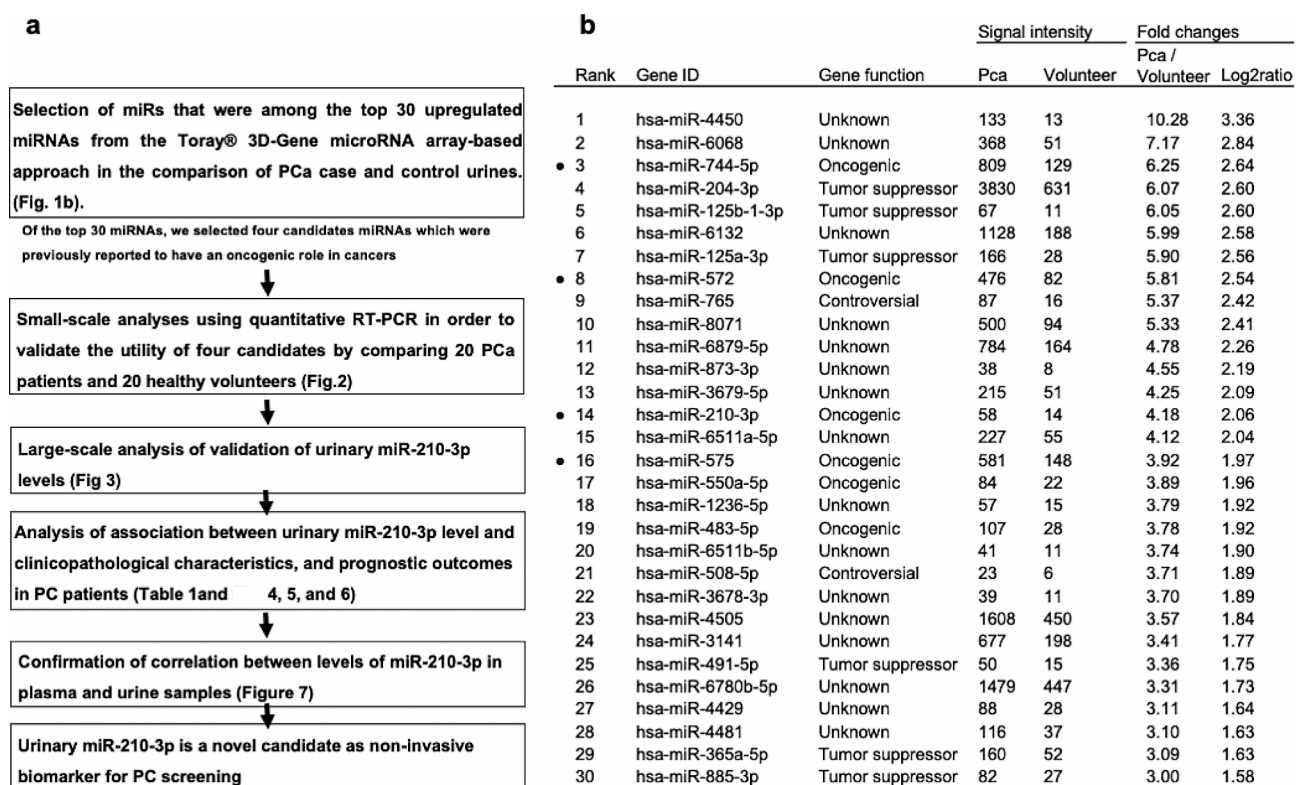 a
Selection of miRs that were among the top 30 upregulated
miRNAs from the Toray® 3D-Gene microRNA array-based
approach in the comparison of PCa case and control urines.
(Fig. 1b).
Of the top 30 miRNAs, we selected four candidates miRNAs which were
previously reported to have an oncogenic role in cancers
Small-scale analyses using quantitative RT-PCR in order to
validate the utility of four candidates by comparing 20 PCa
patients and 20 healthy volunteers (Fig.2)
Large-scale analysis of validation of urinary miR-210-3p
levels (Fig 3)
Analysis of association between urinary miR-210-3p level and
clinicopathological characteristics, and prognostic outcomes
in PC patients (Table 1and 4, 5, and 6)
Confirmation of correlation between levels of miR-210-3p in
plasma and urine samples (Figure 7)
Urinary miR-210-3p is a novel candidate as non-invasive
biomarker for PC screening
b
Signal intensity Fold changes
Pca /
Rank Gene ID Gene function Pca Volunteer Volunteer Log2ratio
1 hsa-miR-4450 Unknown 133 13 10.28 3.36
2 hsa-miR-6068 Unknown 368 51 7.17 2.84
● 3 hsa-miR-744-5p Oncogenic 809 129 6.25 2.64
4 hsa-miR-204-3p Tumor suppressor 3830 631 6.07 2.60
5 hsa-miR-125b-1-3p Tumor suppressor 67 11 6.05 2.60
6 hsa-miR-6132 Unknown 1128 188 5.99 2.58
7 hsa-miR-125a-3p Tumor suppressor 166 28 5.90 2.56
● 8 hsa-miR-572 Oncogenic 476 82 5.81 2.54
9 hsa-miR-765 Controversial 87 16 5.37 2.42
10 hsa-miR-8071 Unknown 500 94 5.33 2.41
11 hsa-miR-6879-5p Unknown 784 164 4.78 2.26
12 hsa-miR-873-3p Unknown 38 8 4.55 2.19
13 hsa-miR-3679-5p Unknown 215 51 4.25 2.09
● 14 hsa-miR-210-3p Oncogenic 58 14 4.18 2.06
15 hsa-miR-6511a-5p Unknown 227 55 4.12 2.04
● 16 hsa-miR-575 Oncogenic 581 148 3.92 1.97
17 hsa-miR-550a-5p Oncogenic 84 22 3.89 1.96
18 hsa-miR-1236-5p Unknown 57 15 3.79 1.92
19 hsa-miR-483-5p Oncogenic 107 28 3.78 1.92
20 hsa-miR-6511b-5p Unknown 41 11 3.74 1.90
21 hsa-miR-508-5p Controversial 23 6 3.71 1.89
22 hsa-miR-3678-3p Unknown 39 11 3.70 1.89
23 hsa-miR-4505 Unknown 1608 450 3.57 1.84
24 hsa-miR-3141 Unknown 677 198 3.41 1.77
25 hsa-miR-491-5p Tumor suppressor 50 15 3.36 1.75
26 hsa-miR-6780b-5p Unknown 1479 447 3.31 1.73
27 hsa-miR-4429 Unknown 88 28 3.11 1.64
28 hsa-miR-4481 Unknown 116 37 3.10 1.63
29 hsa-miR-365a-5p Tumor suppressor 160 52 3.09 1.63
30 hsa-miR-885-3p Tumor suppressor 82 27 3.00 1.58